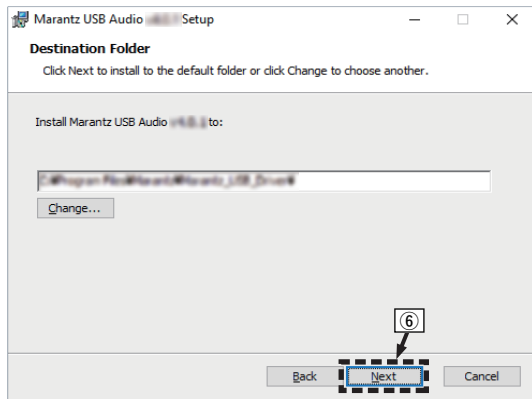 Marantz USB Audio Setup
Destination Folder
Click Next to install to the default folder or click Change to choose another.
Install Marantz USB Audio to:
Change...
⑥
Back Next Cancel